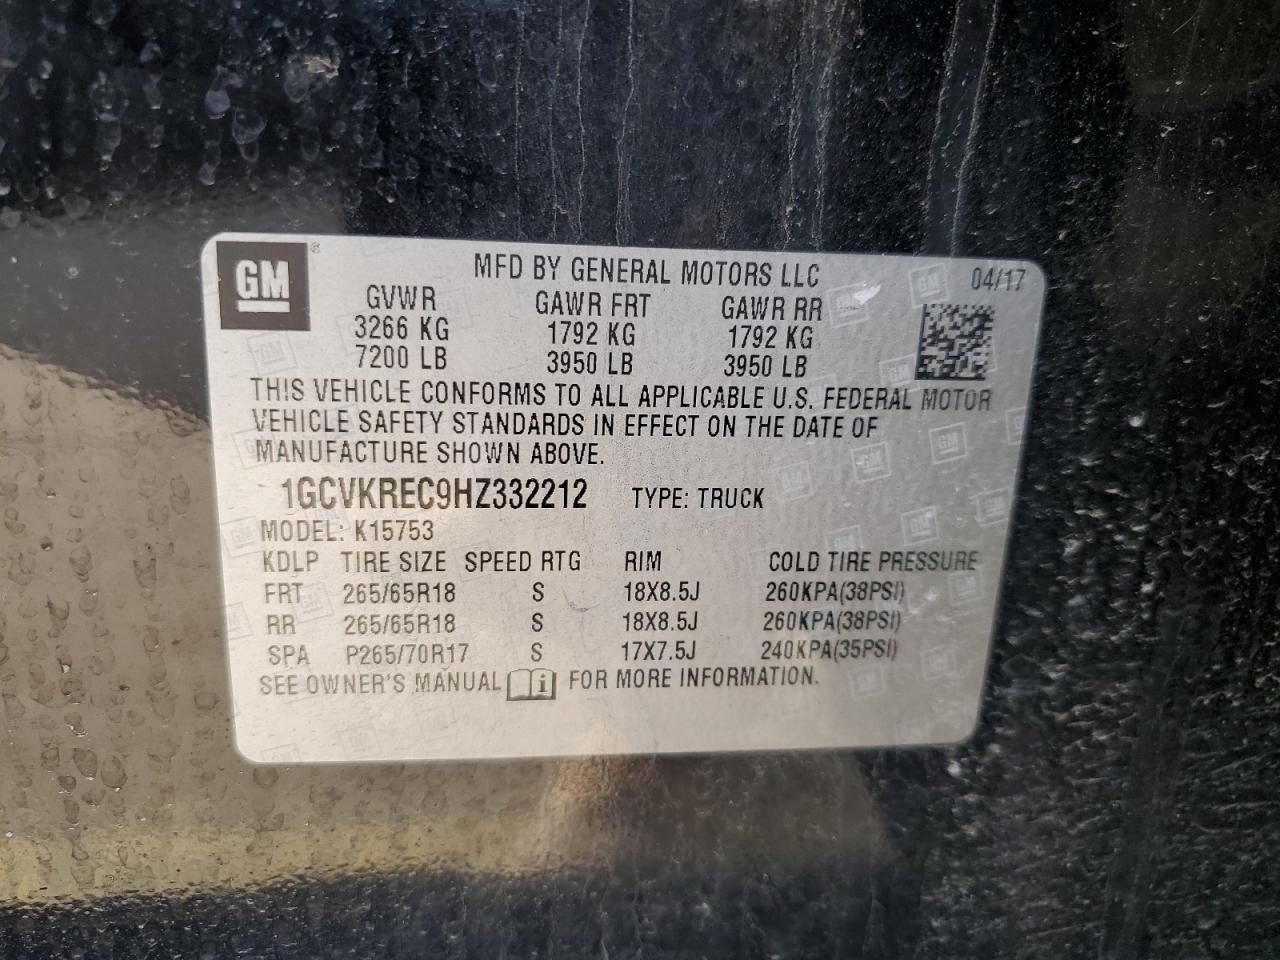 GM ®
MFD BY GENERAL MOTORS LLC 04/17
GVWR GAWR FRT GAWR RR
3266 KG 1792 KG 1792 KG
7200 LB 3950 LB 3950 LB
THIS VEHICLE CONFORMS TO ALL APPLICABLE U.S. FEDERAL MOTOR
VEHICLE SAFETY STANDARDS IN EFFECT ON THE DATE OF
MANUFACTURE SHOWN ABOVE.
1GCVKREC9HZ332212 TYPE: TRUCK
MODEL: K15753
KDLP TIRE SIZE SPEED RTG RIM COLD TIRE PRESSURE
FRT 265/65R18 S 18X8.5J 260KPA(38PSI)
RR 265/65R18 S 18X8.5J 260KPA(38PSI)
SPA P265/70R17 S 17X7.5J 240KPA(35PSI)
SEE OWNER'S MANUAL i FOR MORE INFORMATION.